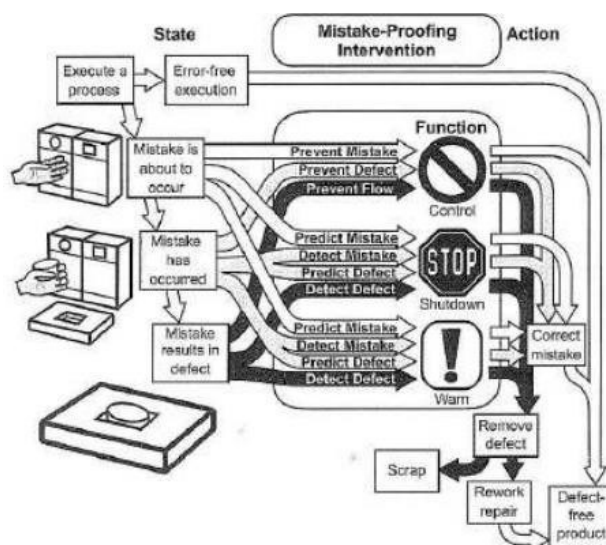 State
Mistake-Proofing
Intervention
Action
Execute a
process
Error-free
execution
Mistake is
about to
occur
Mistake
has
occurred
Mistake
results in
defect
Function
Prevent Mistake
Prevent Defect
Prevent Flow
Control
Predict Mistake
Detect Mistake
Predict Defect
Detect Defect
STOP
Shutdown
Predict Mistake
Detect Mistake
Predict Defect
Detect Defect
!
Warn
Correct
mistake
Remove
defect
Scrap
Rework
repair
Defect-
free
product